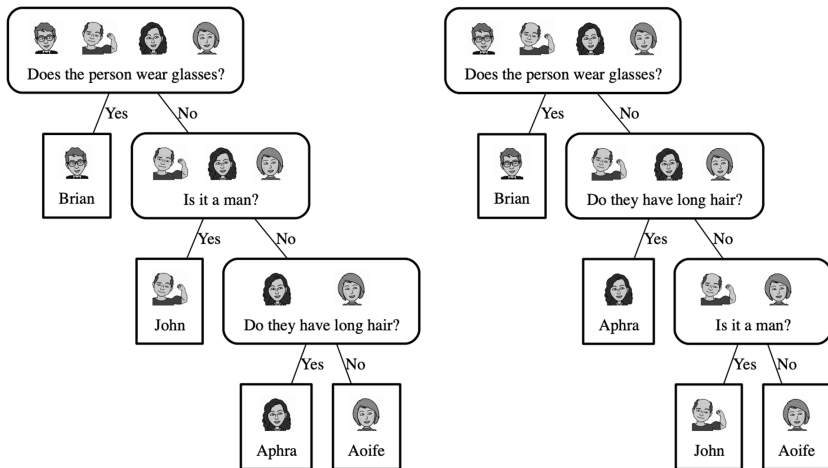 Does the person wear glasses?
Yes
No
Brian
Is it a man?
Yes
No
John
Do they have long hair?
Yes
No
Aphra
Aoife
Does the person wear glasses?
Yes
No
Brian
Do they have long hair?
Yes
No
Aphra
Is it a man?
Yes
No
John
Aoife